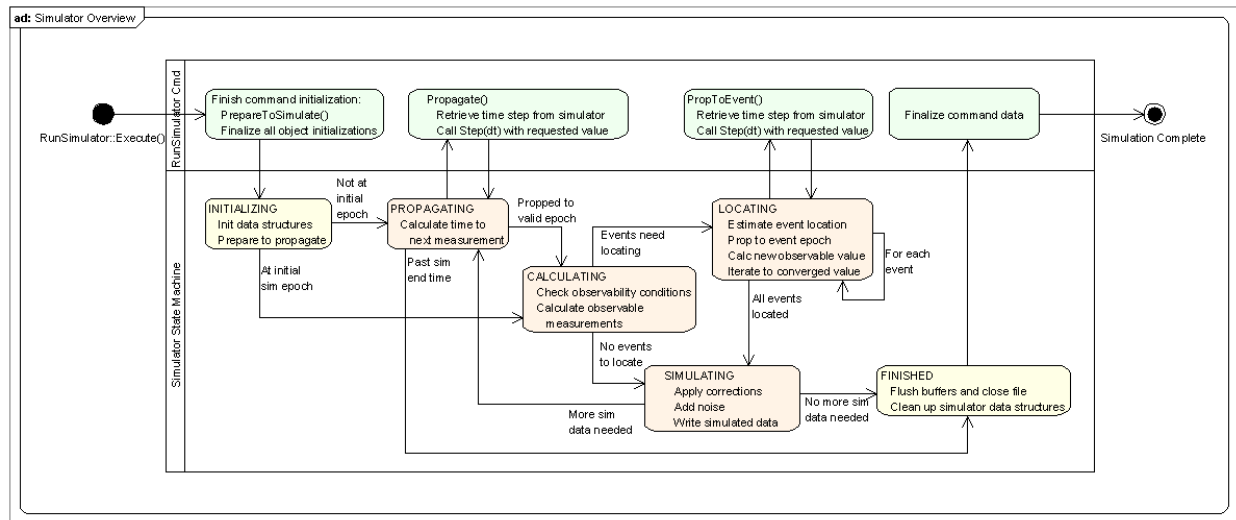 ad: Simulator Overview
RunSimulator Cmd
Finish command initialization:
PrepareToSimulate()
Finalize all object initializations
Propagate()
Retrieve time step from simulator
Call Step(dt) with requested value
PropToEvent()
Retrieve time step from simulator
Call Step(dt) with requested value
Finalize command data
RunSimulator::Execute()
Simulation Complete
Simulator State Machine
Not at
initial
epoch
INITIALIZING
Init data structures
Prepare to propagate
PROPAGATING
Calculate time to
next measurement
Propped to
valid epoch
LOCATING
Estimate event location
Prop to event epoch
Calc new observable value
Iterate to converged value
Events need
locating
For each
event
At initial
sim epoch
Past sim
end time
CALCULATING
Check observability conditions
Calculate observable
measurements
All events
located
No events
to locate
SIMULATING
Apply corrections
Add noise
Write simulated data
FINISHED
Flush buffers and close file
Clean up simulator data structures
More sim
data needed
No more sim
data needed